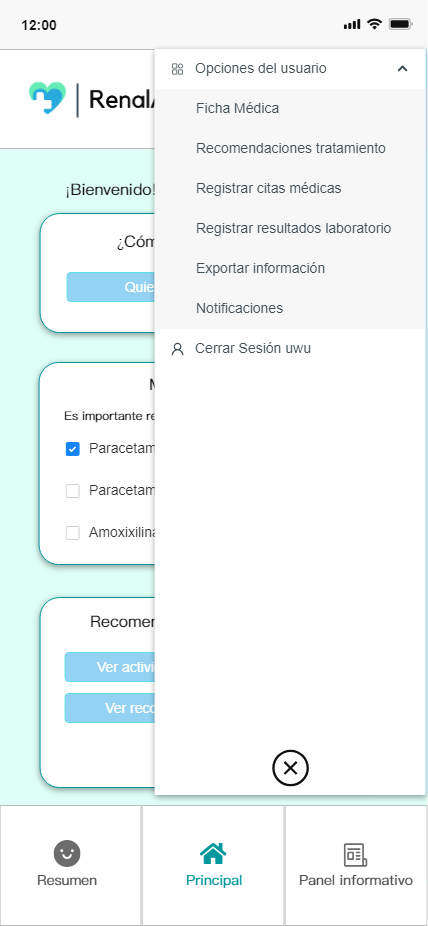 12:00
RenalA
Opciones del usuario
Ficha Médica
Recomendaciones tratamiento
Registrar citas médicas
Registrar resultados laboratorio
Exportar información
Notificaciones
Cerrar Sesión uwu
¡Bienvenido!
¿Cóm
Quie
M
Es importante re
Paracetam
Paracetam
Amoxixilina
Recomen
Ver activi
Ver reco
Resumen
Principal
Panel informativo